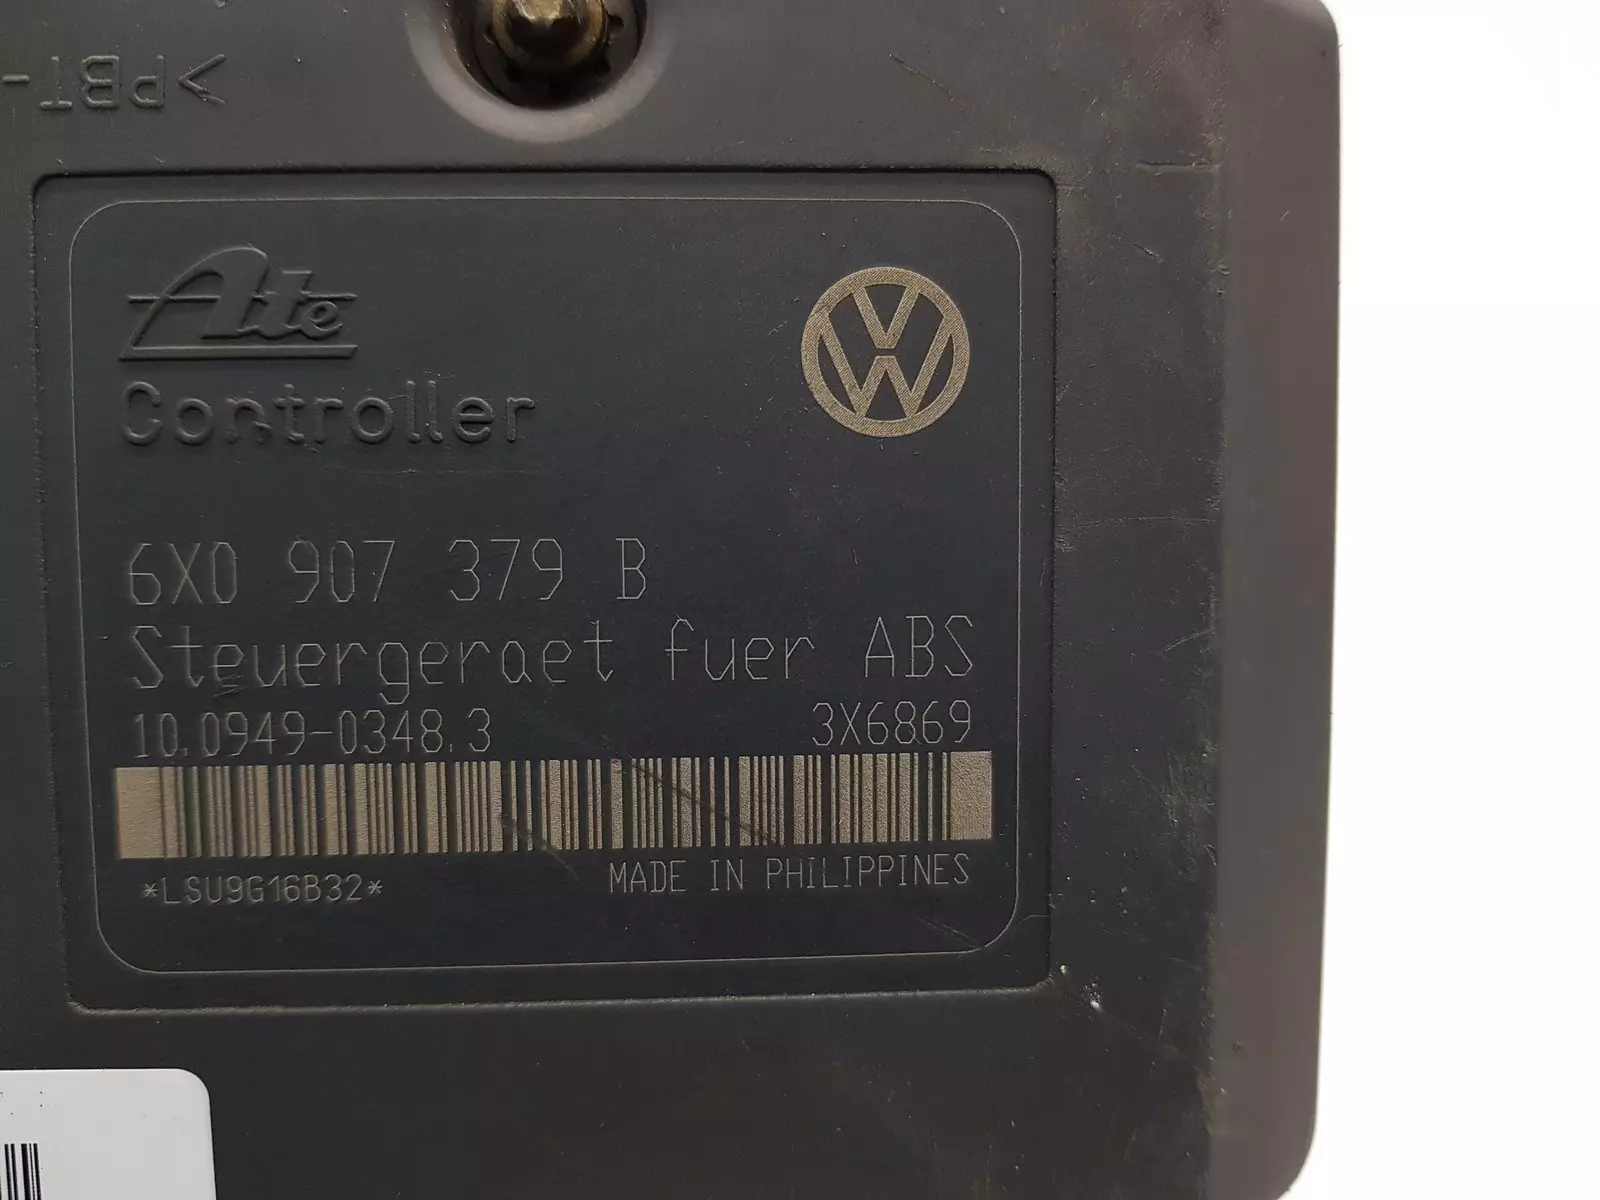 >PBT-
Ate
Controller
6X0 907 379 B
Steuergeraet fuer ABS
10.0949-0348.3 3X6869
*LSU9G16B32* MADE IN PHILIPPINES